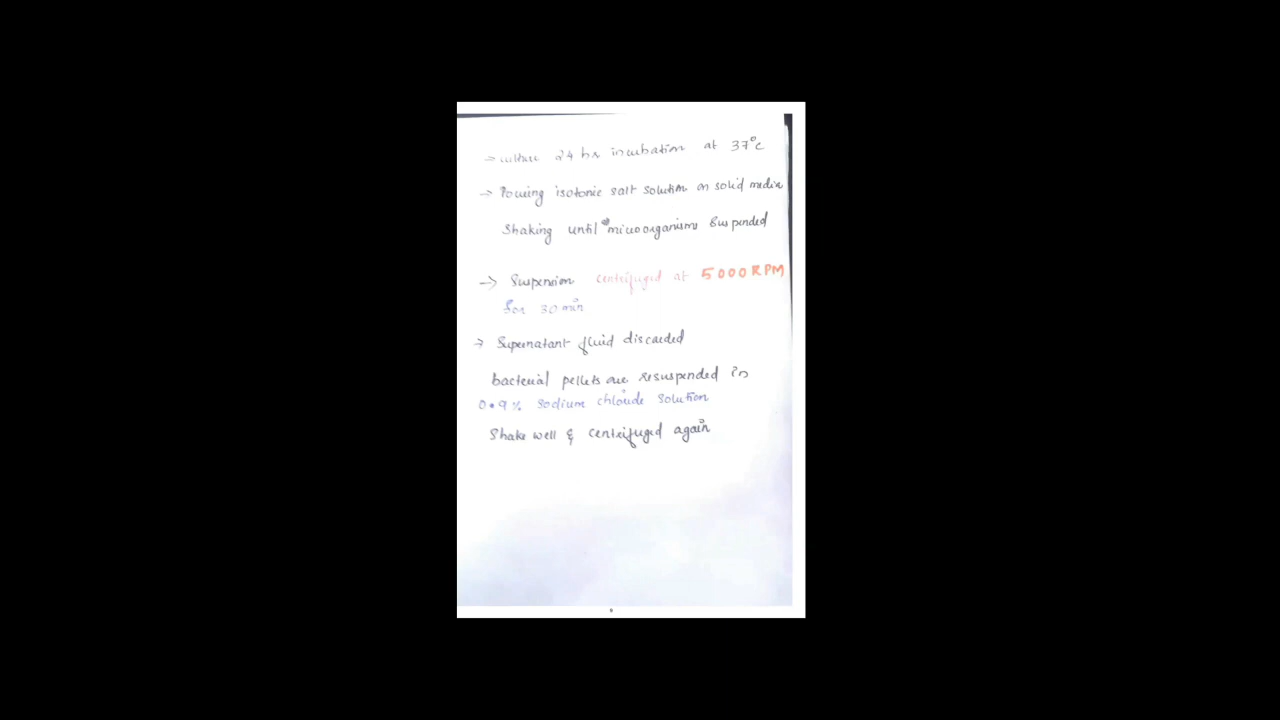 → culture 24 hrs incubation at 37°c
→ Pouring isotonic salt solution on solid media
Shaking until microorganisms Suspended
→ Suspension centrifuged at 5000 RPM
for 30 min
→ Supernatant fluid discarded
bacterial pellets are resuspended in
0.9% sodium chloride solution
Shake well & centrifuged again